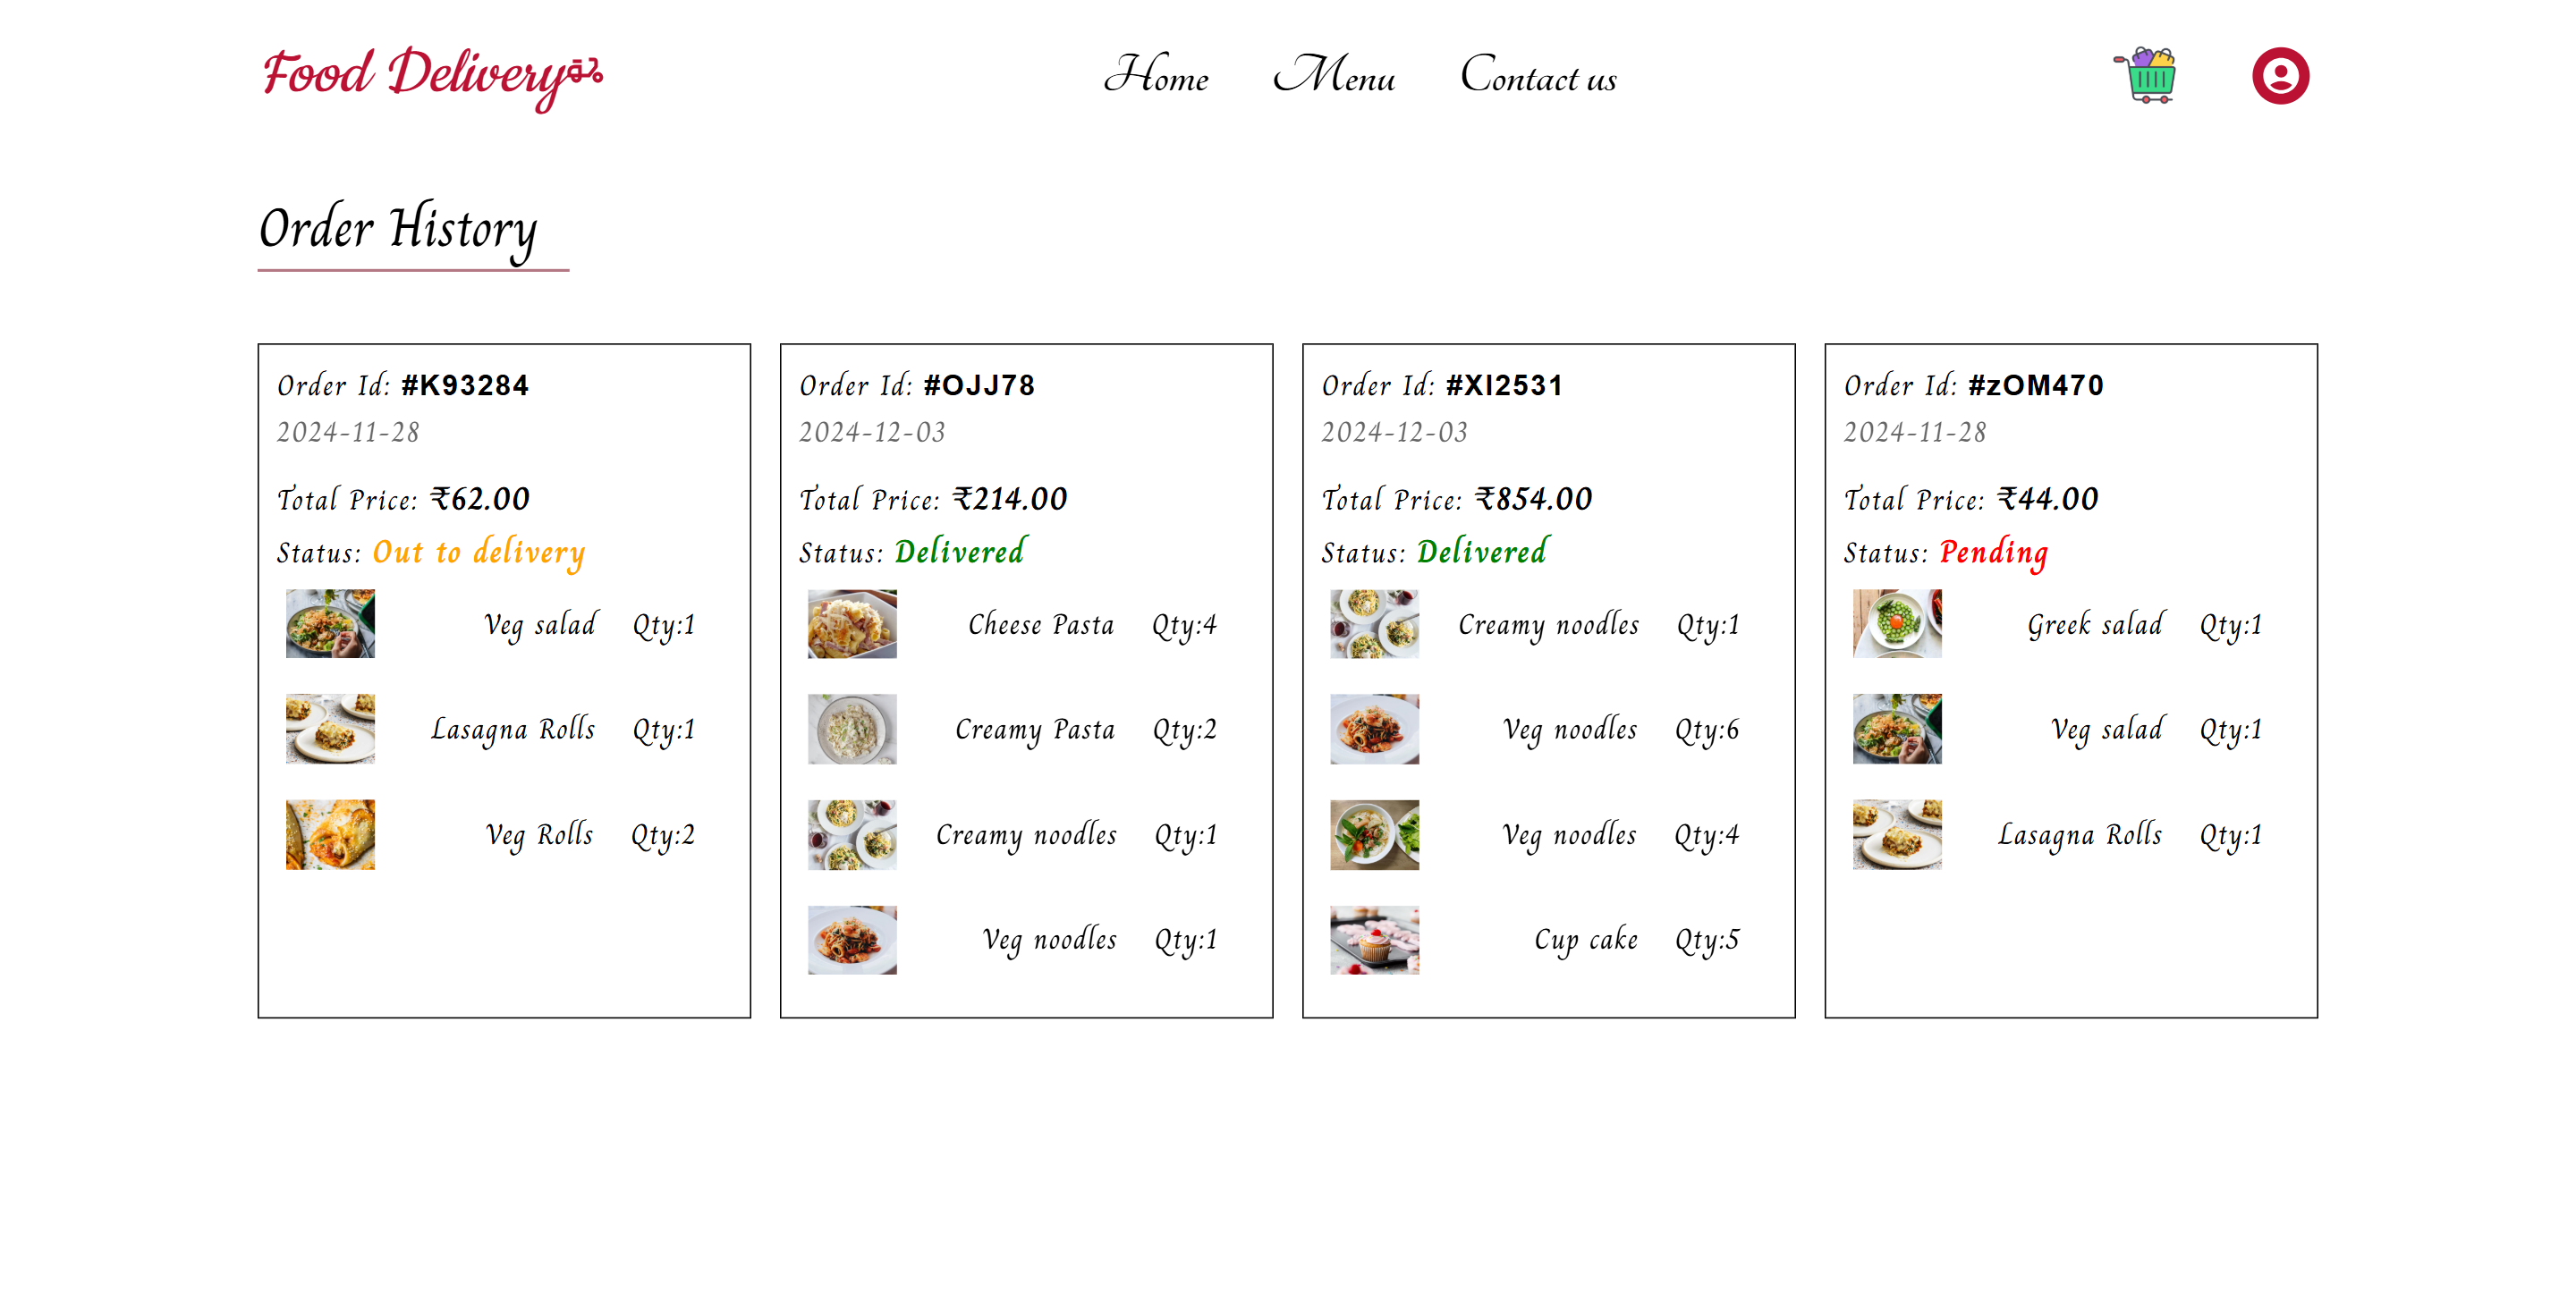 Food Delivery
Home Menu Contact us
Order History
Order Id: #K93284
2024-11-28
Total Price: ₹62.00
Status: Out to delivery
Veg salad Qty:1
Lasagna Rolls Qty:1
Veg Rolls Qty:2
Order Id: #OJJ78
2024-12-03
Total Price: ₹214.00
Status: Delivered
Cheese Pasta Qty:4
Creamy Pasta Qty:2
Creamy noodles Qty:1
Veg noodles Qty:1
Order Id: #XI2531
2024-12-03
Total Price: ₹854.00
Status: Delivered
Creamy noodles Qty:1
Veg noodles Qty:6
Veg noodles Qty:4
Cup cake Qty:5
Order Id: #zOM470
2024-11-28
Total Price: ₹44.00
Status: Pending
Greek salad Qty:1
Veg salad Qty:1
Lasagna Rolls Qty:1